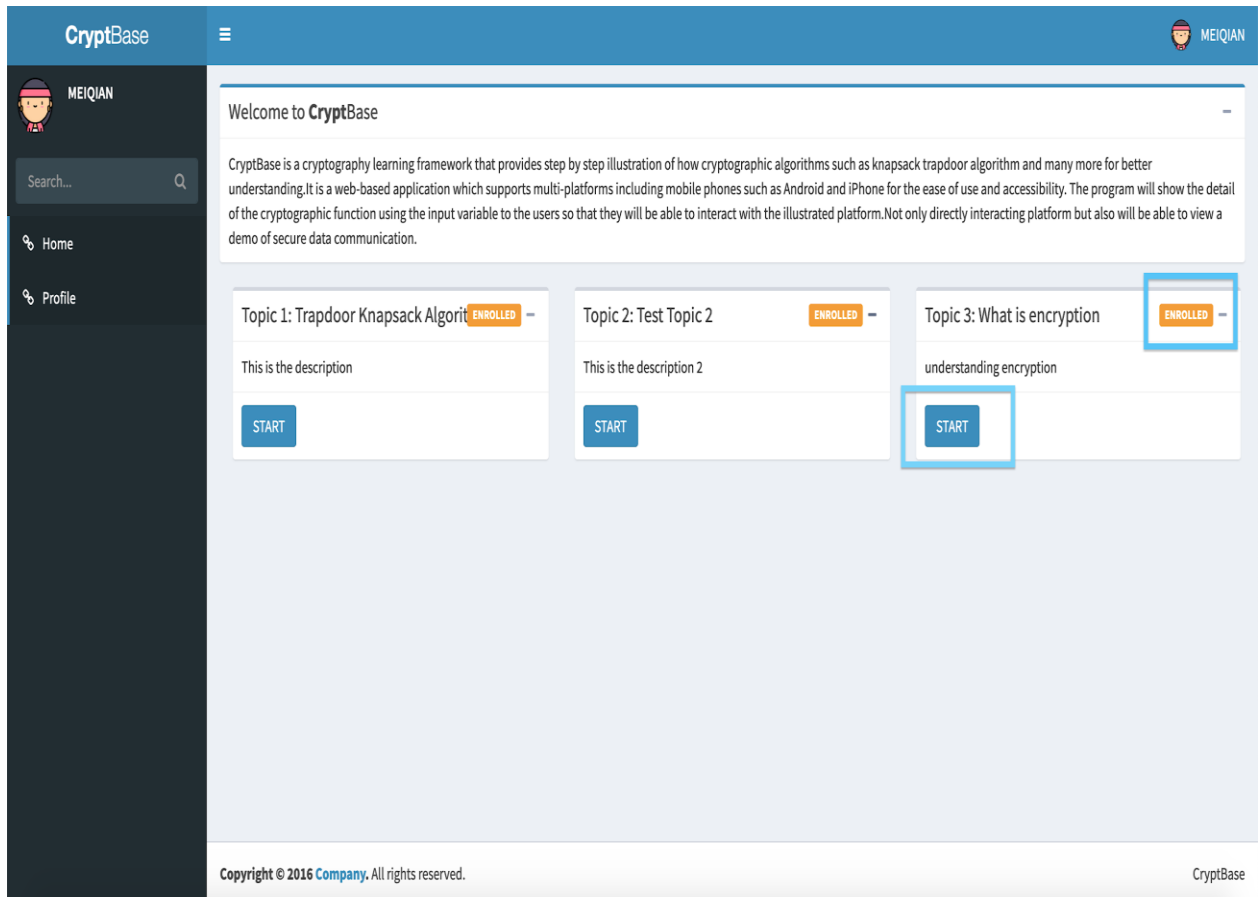 CryptBase
MEIQIAN
MEIQIAN
Search...
Home
Profile
Welcome to CryptBase
CryptBase is a cryptography learning framework that provides step by step illustration of how cryptographic algorithms such as knapsack trapdoor algorithm and many more for better
understanding.It is a web-based application which supports multi-platforms including mobile phones such as Android and iPhone for the ease of use and accessibility. The program will show the detail
of the cryptographic function using the input variable to the users so that they will be able to interact with the illustrated platform.Not only directly interacting platform but also will be able to view a
demo of secure data communication.
Topic 1: Trapdoor Knapsack Algorit ENROLLED
This is the description
START
Topic 2: Test Topic 2 ENROLLED
This is the description 2
START
Topic 3: What is encryption ENROLLED
understanding encryption
START
Copyright © 2016 Company. All rights reserved.
CryptBase